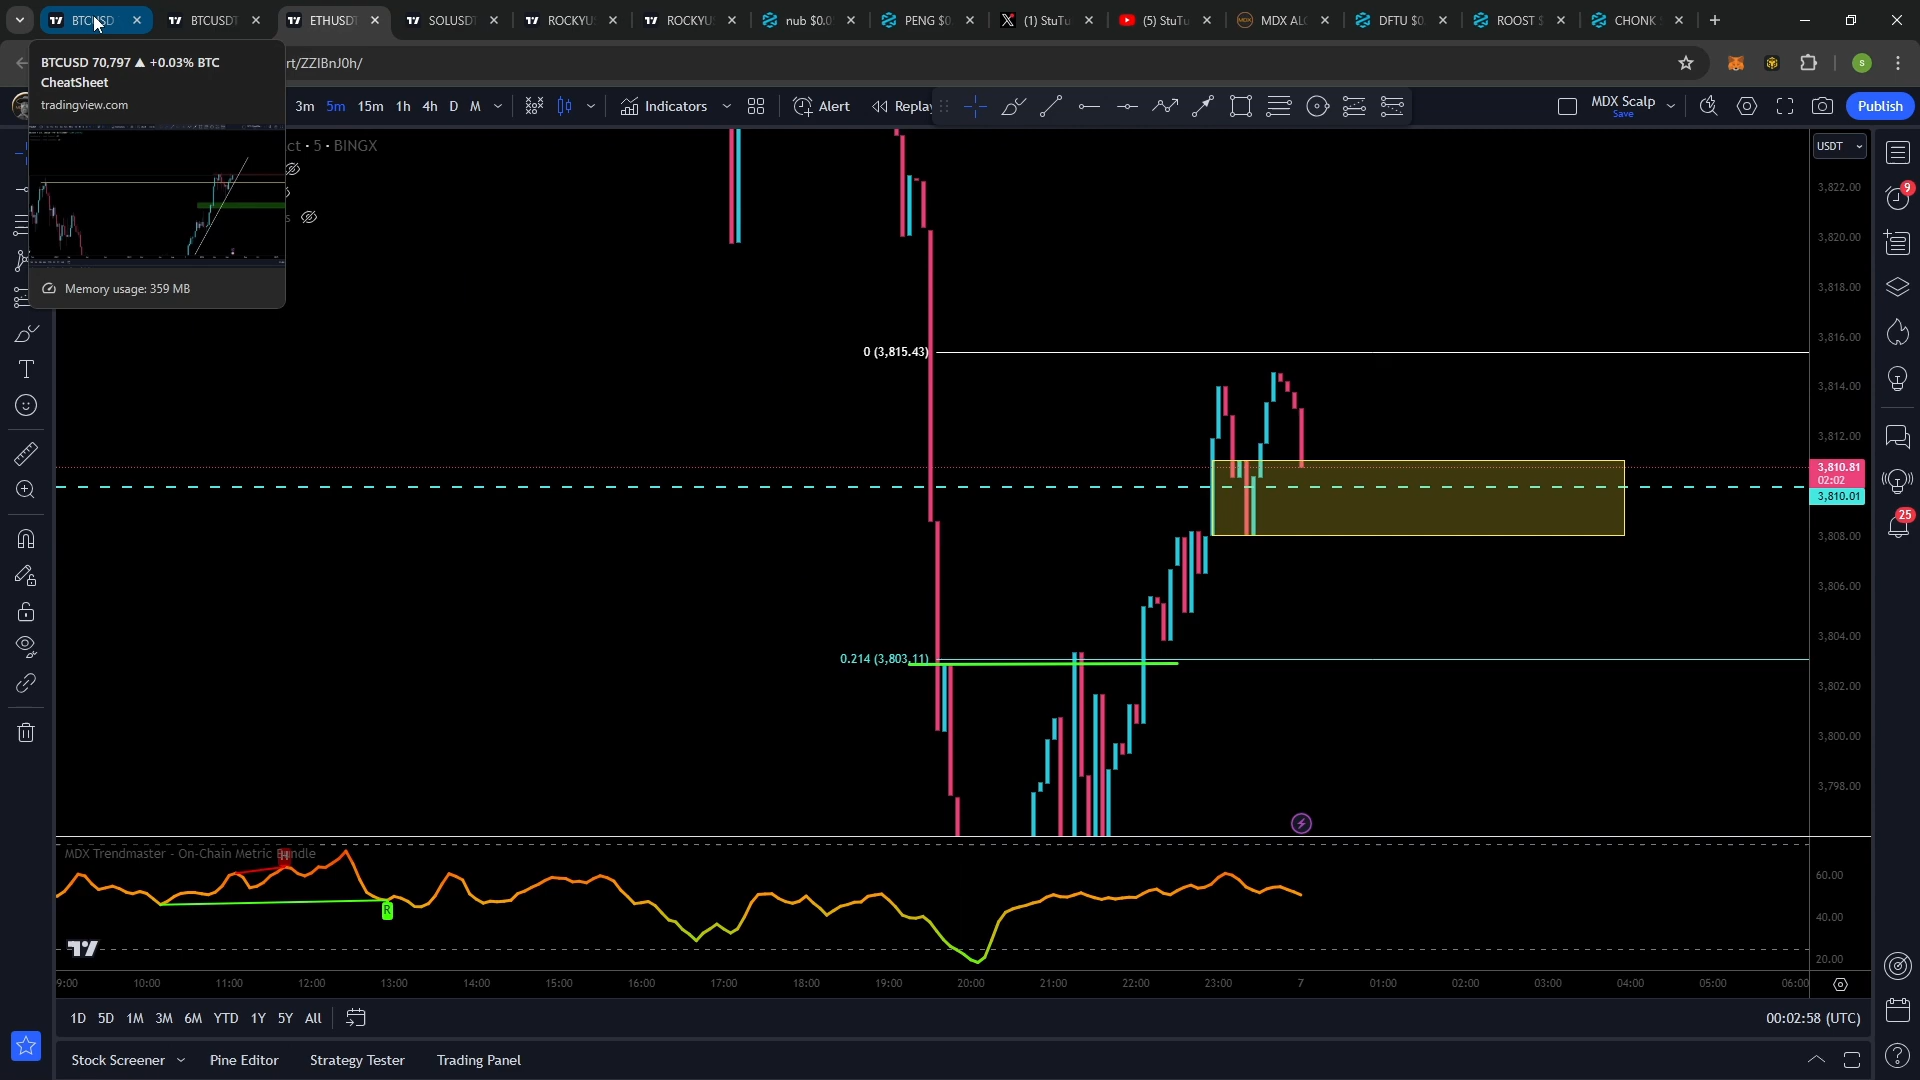 BTCUSD
BTCUSDT
ETHUSDT
SOLUSDT
ROCKYU
ROCKYU
nub $0.0
PENG $0
(1) StuTu
(5) StuTu
MDX ALG
DFTU $0
ROOST $
CHONK
BTCUSD 70,797 ▲ +0.03% BTC
CheatSheet
tradingview.com
Memory usage: 359 MB
rt/ZZIBnJ0h/
S
3m 5m 15m 1h 4h D M
Indicators
Alert
Replay
MDX Scalp
Save
Publish
ct · 5 · BINGX
s
USDT
3,822.00
3,820.00
3,818.00
3,816.00
3,814.00
3,812.00
3,810.81
02:02
3,810.01
3,808.00
3,806.00
3,804.00
3,802.00
3,800.00
3,798.00
9
25
0 (3,815.43)
0.214 (3,803.11)
MDX Trendmaster - On-Chain Metric Bundle
H
R
60.00
40.00
20.00
9:00 10:00 11:00 12:00 13:00 14:00 15:00 16:00 17:00 18:00 19:00 20:00 21:00 22:00 23:00 7 01:00 02:00 03:00 04:00 05:00 06:00
1D 5D 1M 3M 6M YTD 1Y 5Y All
00:02:58 (UTC)
Stock Screener
Pine Editor
Strategy Tester
Trading Panel